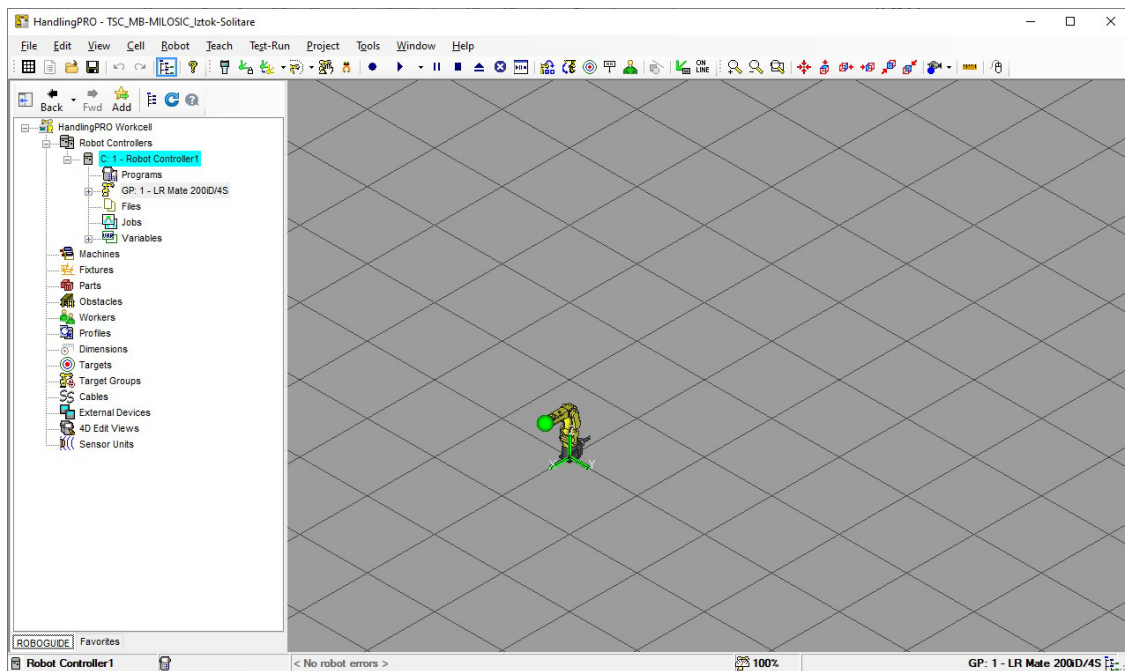 HandlingPRO - TSC_MB-MILOSIC_Iztok-Solitare
File Edit View Cell Robot Teach Test-Run Project Tools Window Help
ON
LINE
Back Fwd Add
HandlingPRO Workcell
Robot Controllers
C: 1 - Robot Controller1
Programs
GP: 1 - LR Mate 200iD/4S
Files
Jobs
Variables
Machines
Fixtures
Parts
Obstacles
Workers
Profiles
Dimensions
Targets
Target Groups
Cables
External Devices
4D Edit Views
Sensor Units
X Y
ROBOGUIDE Favorites
Robot Controller1 < No robot errors > 100% GP: 1 - LR Mate 200iD/4S